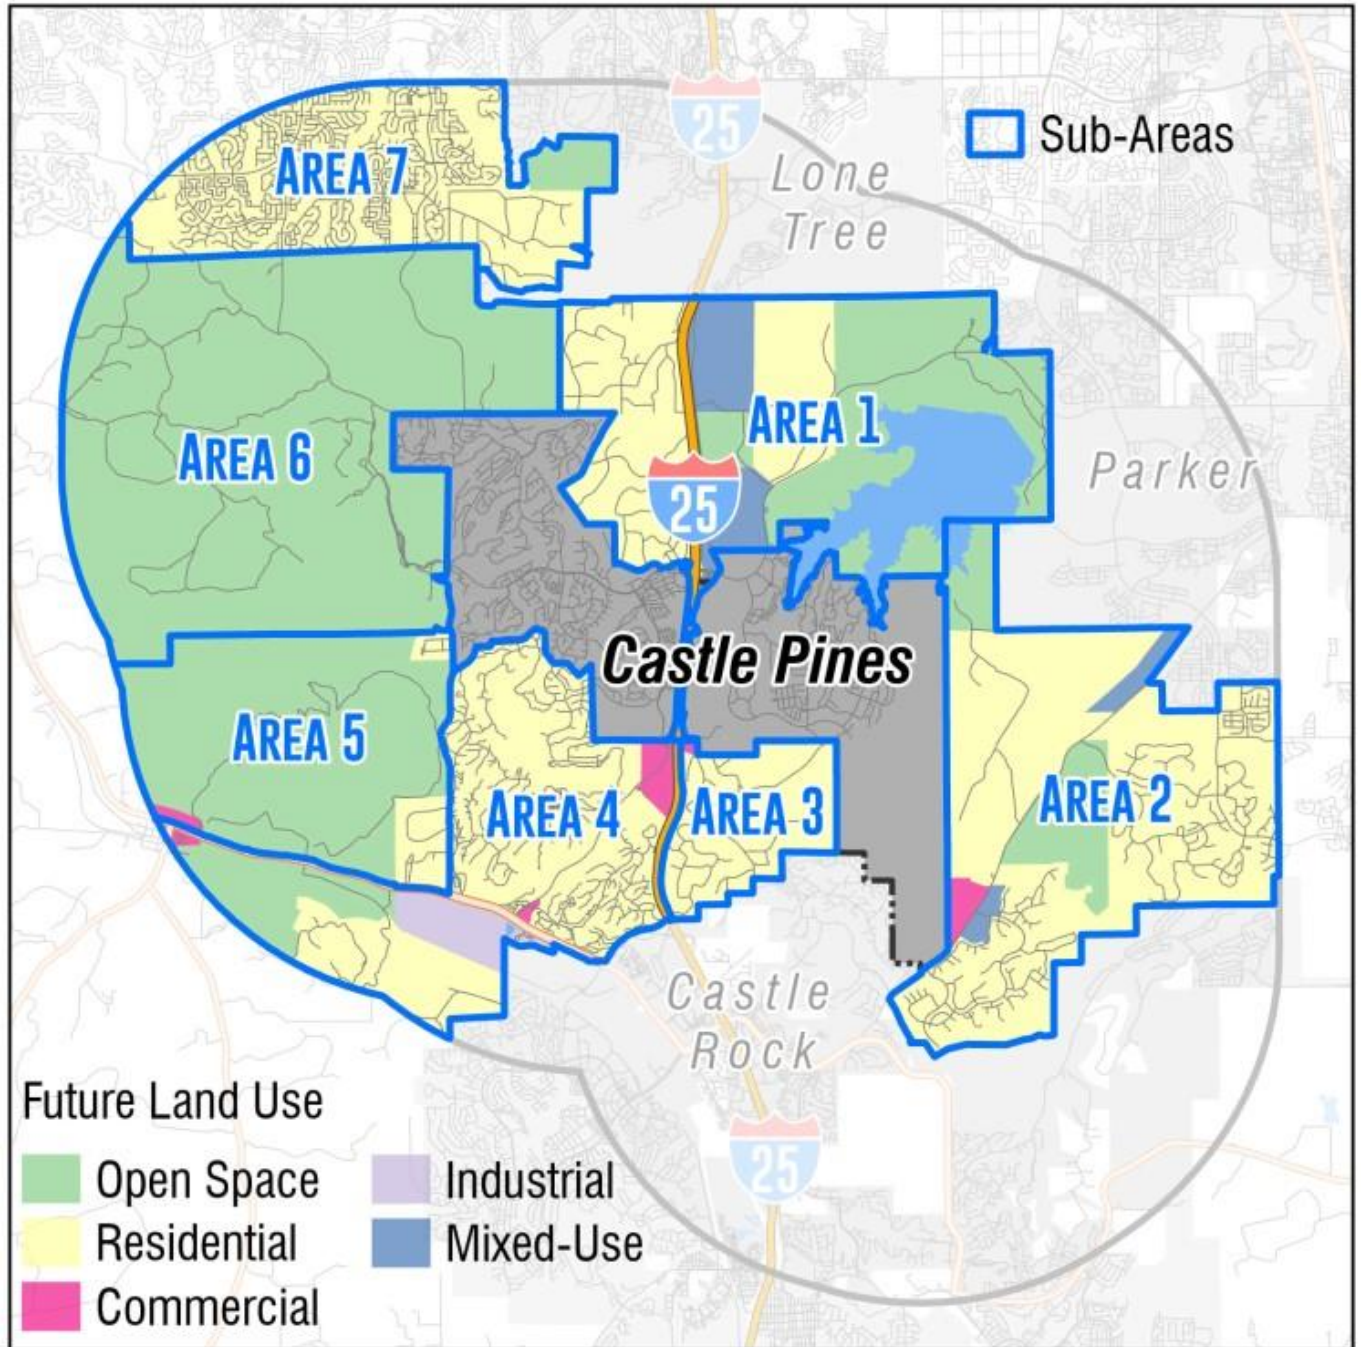 25
Sub-Areas
Lone
Tree
AREA 7
AREA 1
AREA 6
Parker
25
Castle Pines
AREA 5
AREA 4
AREA 3
AREA 2
Castle
Rock
Future Land Use
25
Open Space
Industrial
Residential
Mixed-Use
Commercial